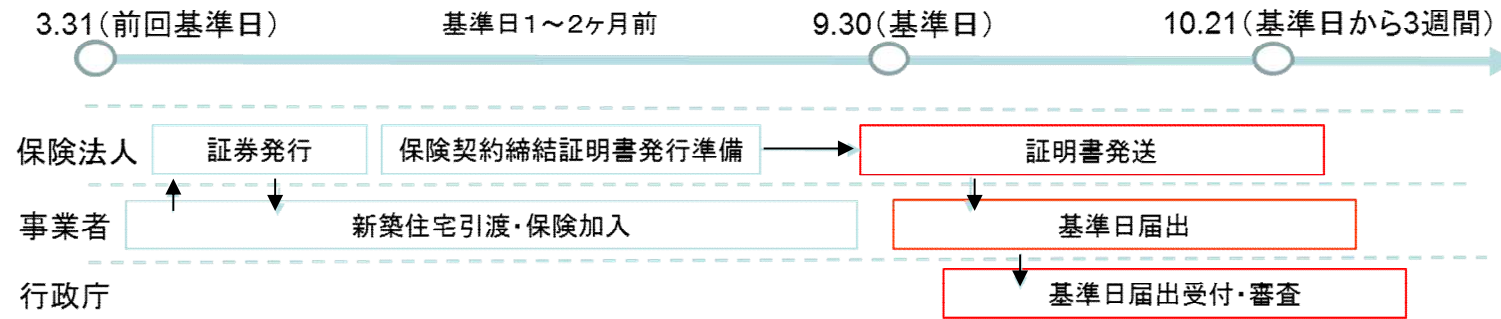 3.31(前回基準日) 基準日1～2ヶ月前 9.30(基準日) 10.21(基準日から3週間)
保険法人 証券発行 保険契約締結証明書発行準備 証明書発送
事業者 新築住宅引渡・保険加入 基準日届出
行政庁 基準日届出受付・審査